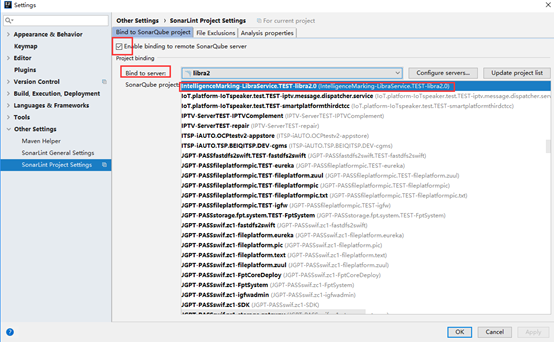 Settings
Other Settings > SonarLint Project Settings For current project
Bind to SonarQube project File Exclusions Analysis properties
Appearance & Behavior
Keymap
Editor
Plugins
Version Control
Build, Execution, Deployment
Languages & Frameworks
Tools
Other Settings
Maven Helper
SonarLint General Settings
SonarLint Project Settings
Enable binding to remote SonarQube server
Project binding
Bind to server: libra2 Configure servers... Update project list
SonarQube project
IntelligenceMarking-LibraService.TEST-libra2.0 (IntelligenceMarking-LibraService.TEST-libra2.0)
IoT.platform-IoTspeaker.test.TEST-iptv.message.dispatcher.service (IoT.platform-IoTspeaker.test.TEST-iptv.message.dispatcher.se
IoT.platform-IoTspeaker.test.TEST-smartplatformthirdctcc (IoT.platform-IoTspeaker.test.TEST-smartplatformthirdctcc)
IPTV-ServerTEST-IPTVComplement (IPTV-ServerTEST-IPTVComplement)
IPTV-ServerTEST-repair (IPTV-ServerTEST-repair)
ITSP-iAUTO.OCPtestv2-appstore (ITSP-iAUTO.OCPtestv2-appstore)
ITSP-iAUTO.TSP.BEIQITSP.DEV-cgms (ITSP-iAUTO.TSP.BEIQITSP.DEV-cgms)
JGPT-PASSfastdfs2swift.TEST-fastdfs2swift (JGPT-PASSfastdfs2swift.TEST-fastdfs2swift)
JGPT-PASSfileplatformpic.TEST-eureka (JGPT-PASSfileplatformpic.TEST-eureka)
JGPT-PASSfileplatformpic.TEST-fileplatform.zuul (JGPT-PASSfileplatformpic.TEST-fileplatform.zuul)
JGPT-PASSfileplatformpic.TEST-fileplatformpic (JGPT-PASSfileplatformpic.TEST-fileplatformpic)
JGPT-PASSfileplatformpic.TEST-fileplatformpic.txt (JGPT-PASSfileplatformpic.TEST-fileplatformpic.txt)
JGPT-PASSfileplatformpic.TEST-igfw (JGPT-PASSfileplatformpic.TEST-igfw)
JGPT-PASSstorage.fpt.system.TEST-FptSystem (JGPT-PASSstorage.fpt.system.TEST-FptSystem)
JGPT-PASSswif.zc1-fastdfs2swift (JGPT-PASSswif.zc1-fastdfs2swift)
JGPT-PASSswif.zc1-fileplatform.eureka (JGPT-PASSswif.zc1-fileplatform.eureka)
JGPT-PASSswif.zc1-fileplatform.pic (JGPT-PASSswif.zc1-fileplatform.pic)
JGPT-PASSswif.zc1-fileplatform.text (JGPT-PASSswif.zc1-fileplatform.text)
JGPT-PASSswif.zc1-fileplatform.zuul (JGPT-PASSswif.zc1-fileplatform.zuul)
JGPT-PASSswif.zc1-FptCoreDeploy (JGPT-PASSswif.zc1-FptCoreDeploy)
JGPT-PASSswif.zc1-FptSystem (JGPT-PASSswif.zc1-FptSystem)
JGPT-PASSswif.zc1-igfwadmin (JGPT-PASSswif.zc1-igfwadmin)
JGPT-PASSswif.zc1-SDK (JGPT-PASSswif.zc1-SDK)
OK Cancel Apply